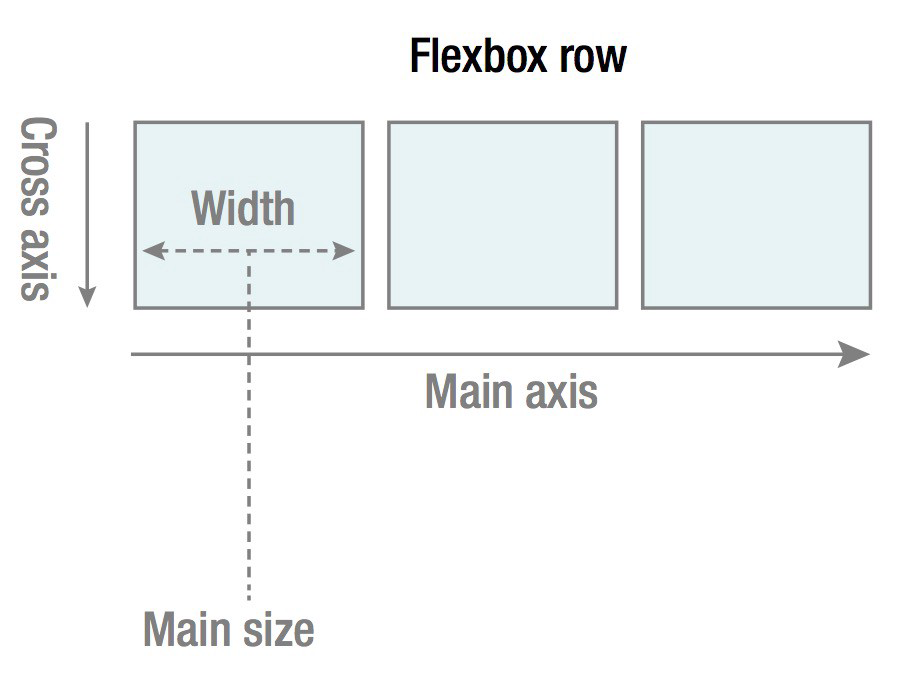 Flexbox row
Cross axis
Width
Main axis
Main size